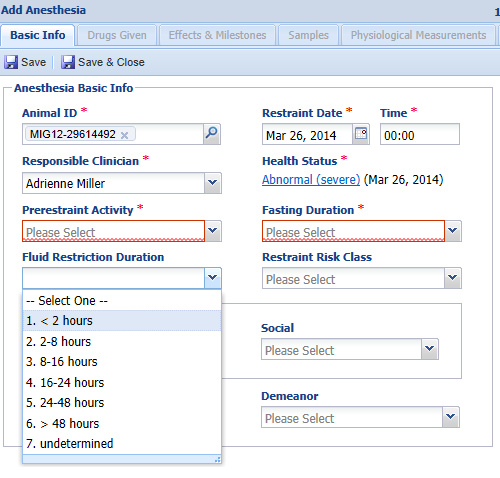 Add Anesthesia
1
Basic Info Drugs Given Effects & Milestones Samples Physiological Measurements
Save Save & Close
Anesthesia Basic Info
Animal ID * Restraint Date * Time *
MIG12-29614492 Mar 26, 2014 00:00
Responsible Clinician * Health Status *
Adrienne Miller Abnormal (severe) (Mar 26, 2014)
Prerestraint Activity * Fasting Duration *
Please Select Please Select
Fluid Restriction Duration Restraint Risk Class
Please Select
-- Select One --
1. < 2 hours
2. 2-8 hours Social
3. 8-16 hours Please Select
4. 16-24 hours
5. 24-48 hours Demeanor
6. > 48 hours Please Select
7. undetermined